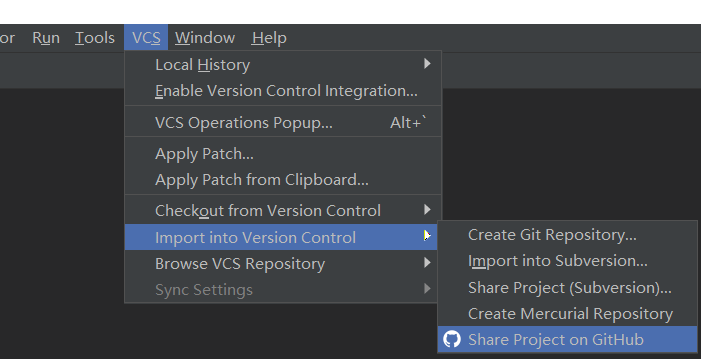 or Run Tools VCS Window Help
Local History
Enable Version Control Integration...
VCS Operations Popup... Alt+`
Apply Patch...
Apply Patch from Clipboard...
Checkout from Version Control
Import into Version Control
Browse VCS Repository
Sync Settings
Create Git Repository...
Import into Subversion...
Share Project (Subversion)...
Create Mercurial Repository
Share Project on GitHub